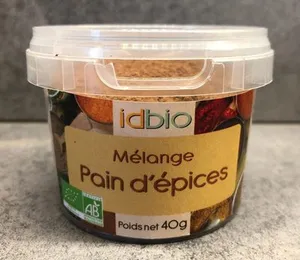 idbio
Mélange
Pain d'épices
AB
Poids net 40g